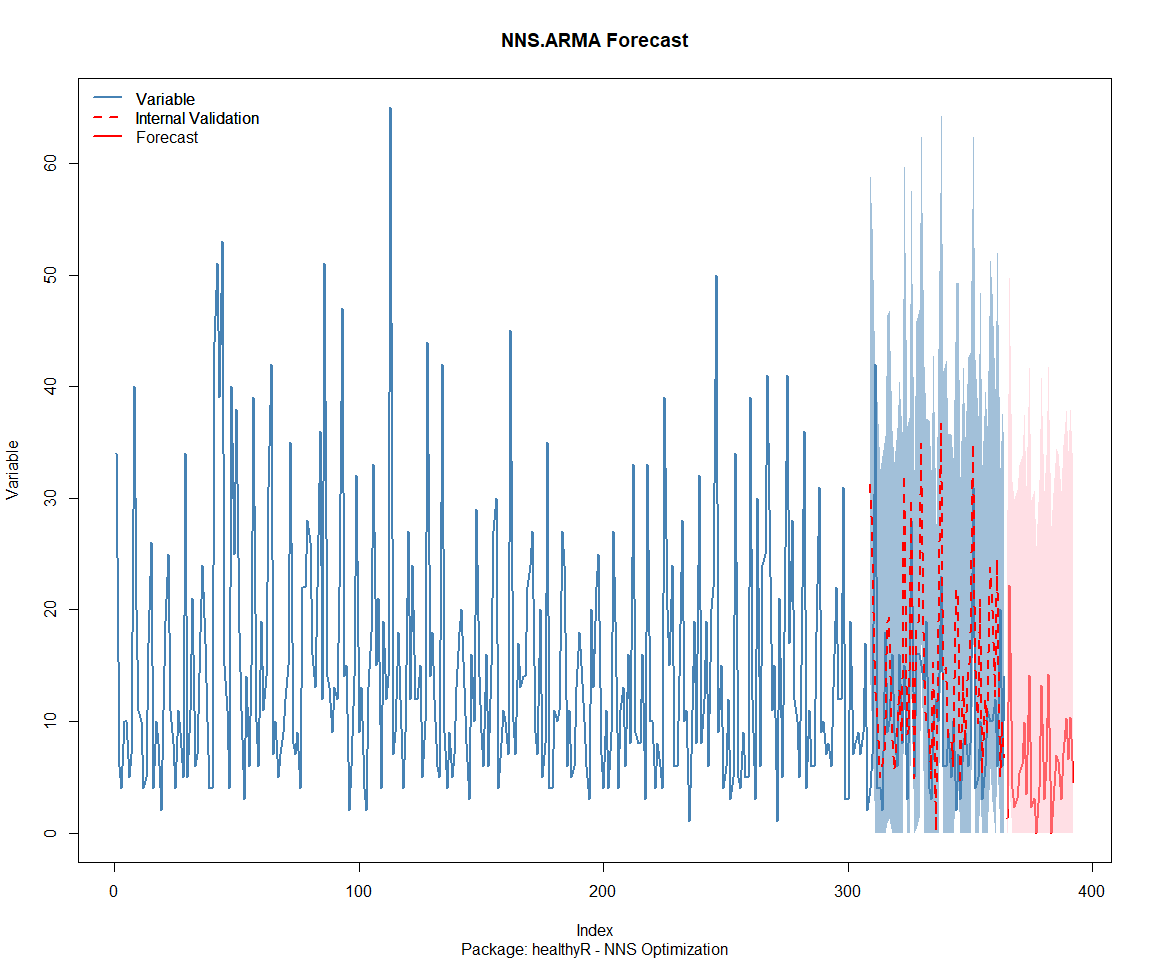 NNS.ARMA Forecast
Variable
Internal Validation
Forecast
Variable
60
50
40
30
20
10
0
0 100 200 300 400
Index
Package: healthyR - NNS Optimization